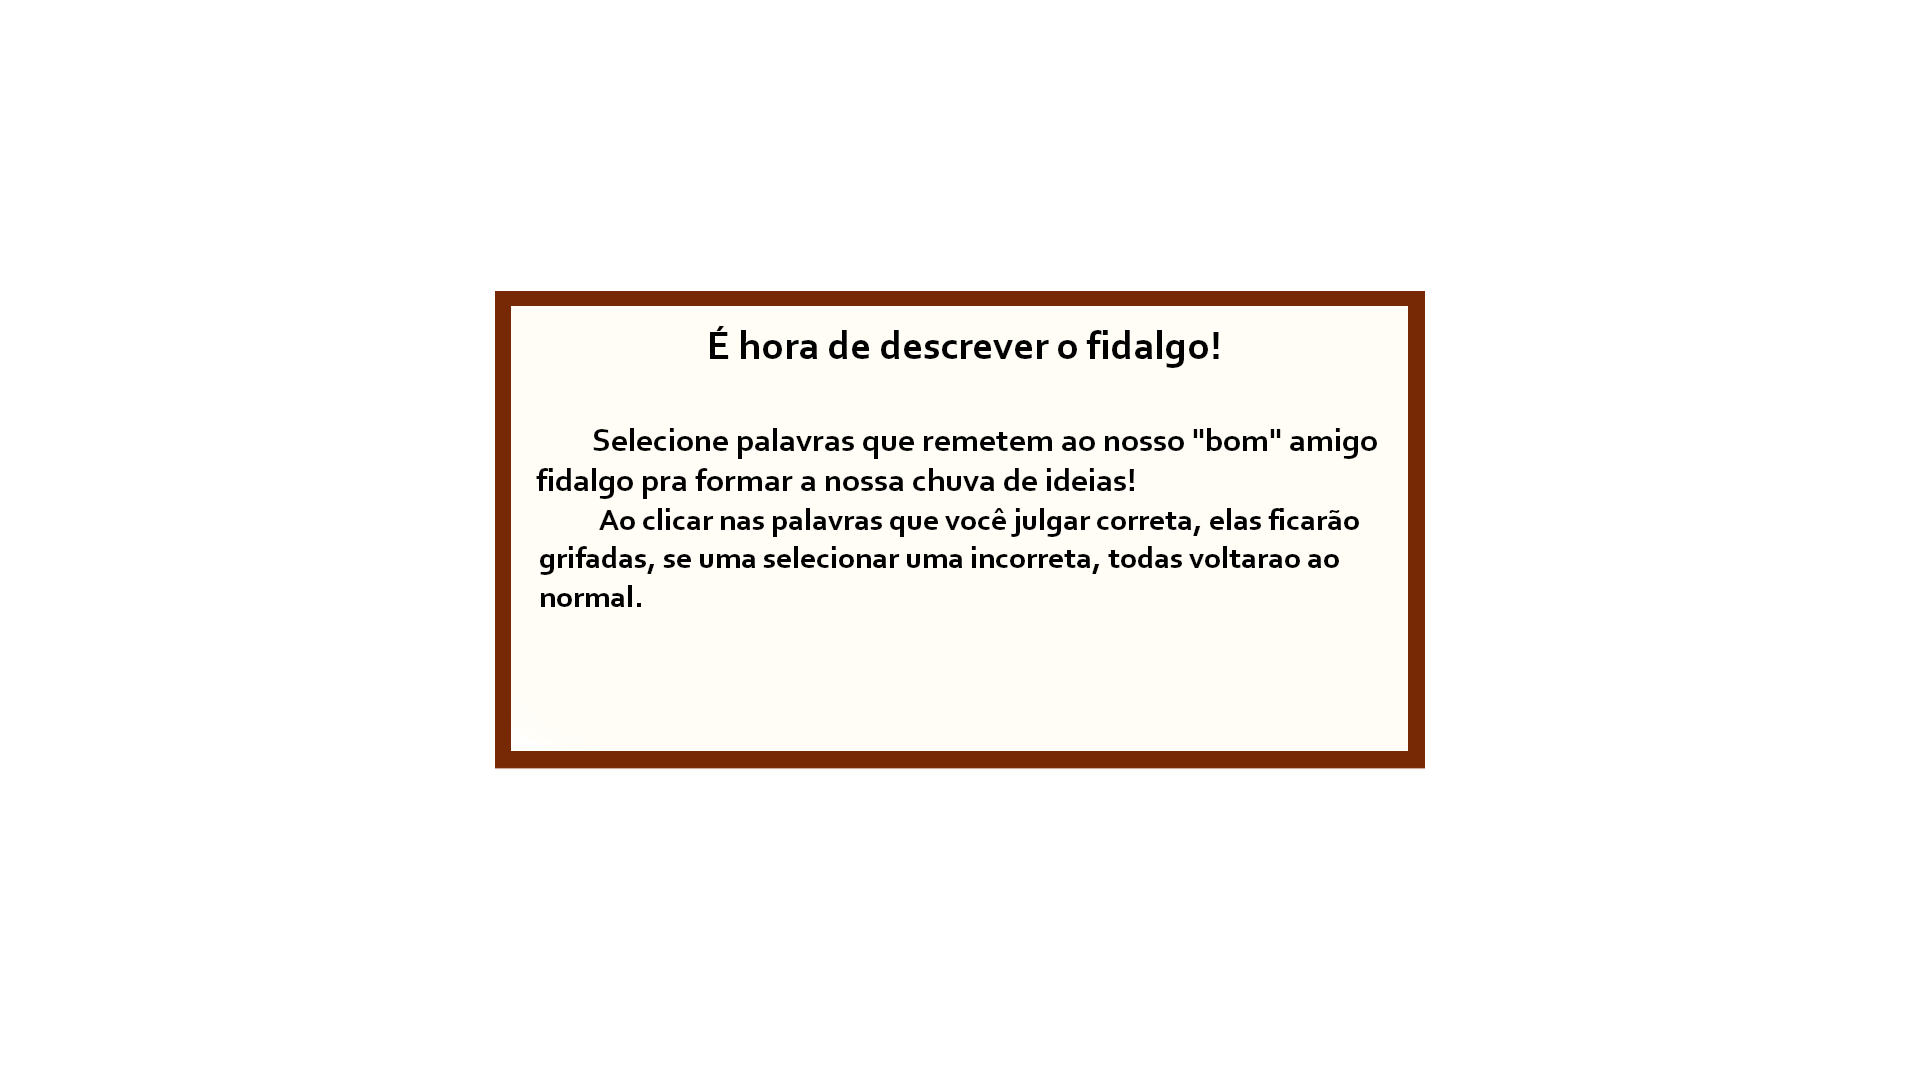 É hora de descrever o fidalgo!
Selecione palavras que remetem ao nosso "bom" amigo
fidalgo pra formar a nossa chuva de ideias!
Ao clicar nas palavras que você julgar correta, elas ficarão
grifadas, se uma selecionar uma incorreta, todas voltarao ao
normal.